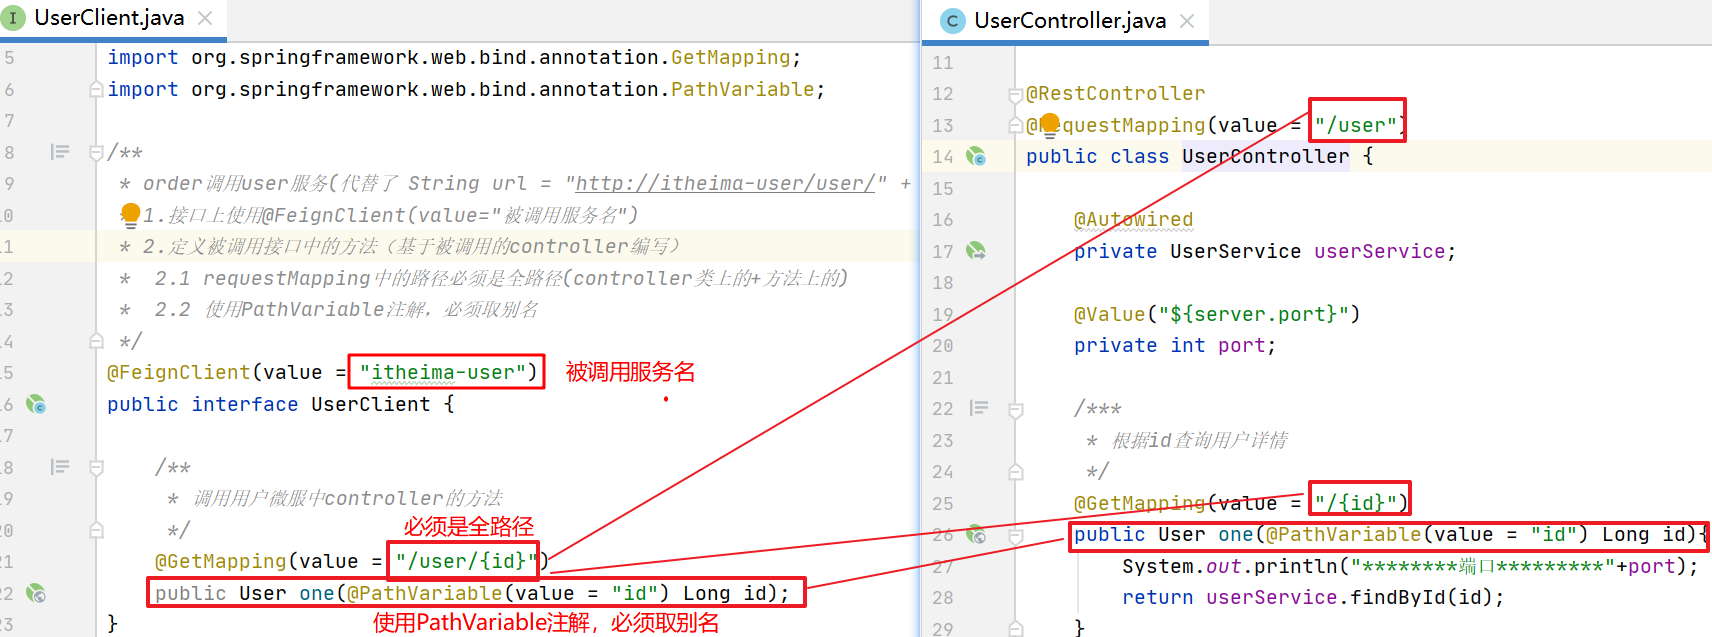 UserClient.java
5 import org.springframework.web.bind.annotation.GetMapping;
6 import org.springframework.web.bind.annotation.PathVariable;
7
8 /**
9 * order调用user服务(代替了 String url = "http://itheima-user/user/" +
0 * 1.接口上使用@FeignClient(value="被调用服务名")
1 * 2.定义被调用接口中的方法（基于被调用的controller编写）
2 * 2.1 requestMapping中的路径必须是全路径(controller类上的+方法上的)
3 * 2.2 使用PathVariable注解，必须取别名
4 */
5 @FeignClient(value = "itheima-user") 被调用服务名
6 public interface UserClient {
7
8 /**
9 * 调用用户微服中controller的方法
20 */
必须是全路径
21 @GetMapping(value = "/user/{id}")
22 public User one(@PathVariable(value = "id") Long id);
使用PathVariable注解，必须取别名
23 }
UserController.java
11
12 @RestController
13 @RequestMapping(value = "/user")
14 public class UserController {
15
16 @Autowired
17 private UserService userService;
18
19 @Value("${server.port}")
20 private int port;
21
22 /***
23 * 根据id查询用户详情
24 */
25 @GetMapping(value = "/{id}")
26 public User one(@PathVariable(value = "id") Long id){
27 System.out.println("********端口*********"+port);
28 return userService.findById(id);
29 }